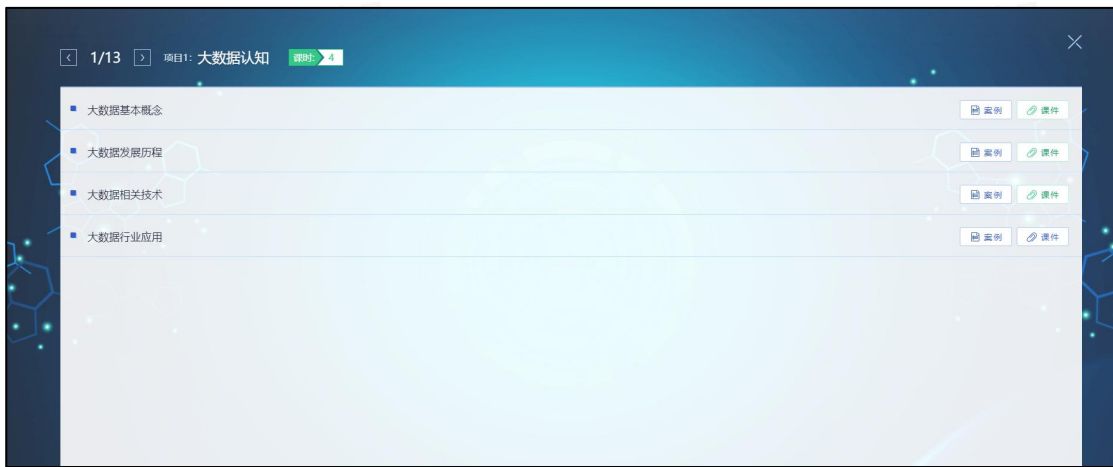 1/13 项目1: 大数据认知 课时: 4
大数据基本概念 案例 课件
大数据发展历程 案例 课件
大数据相关技术 案例 课件
大数据行业应用 案例 课件